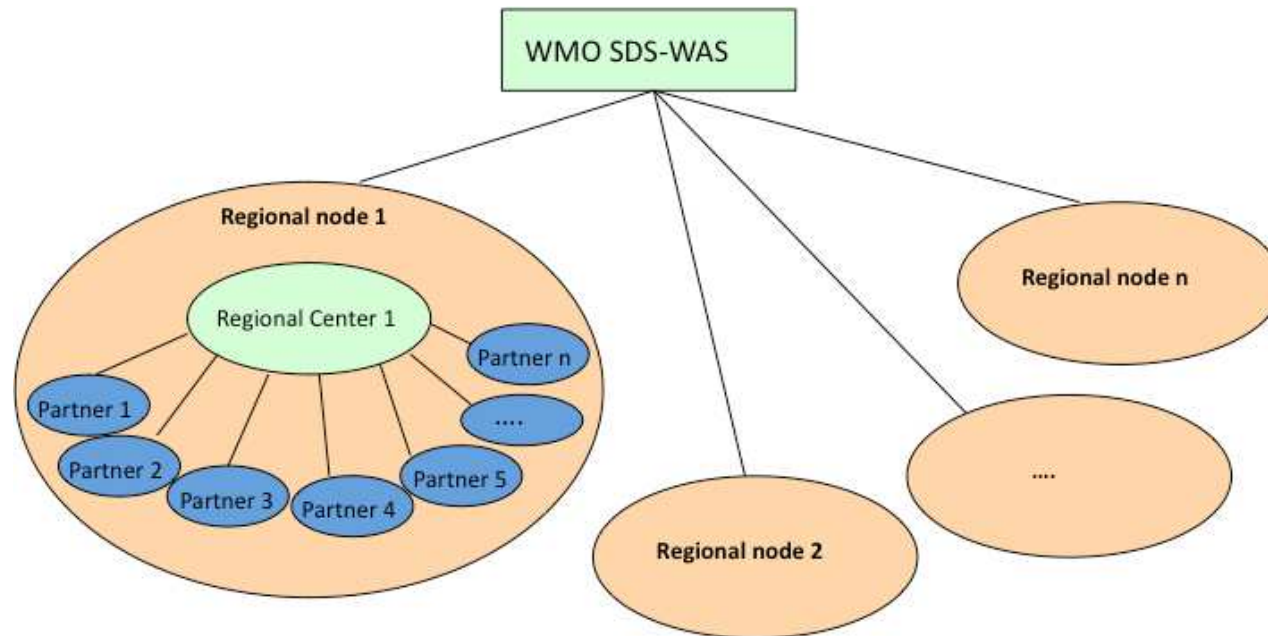 WMO SDS-WAS
Regional node 1
Regional Center 1
Partner 1
Partner 2
Partner 3
Partner 4
Partner 5
....
Partner n
Regional node 2
....
Regional node n